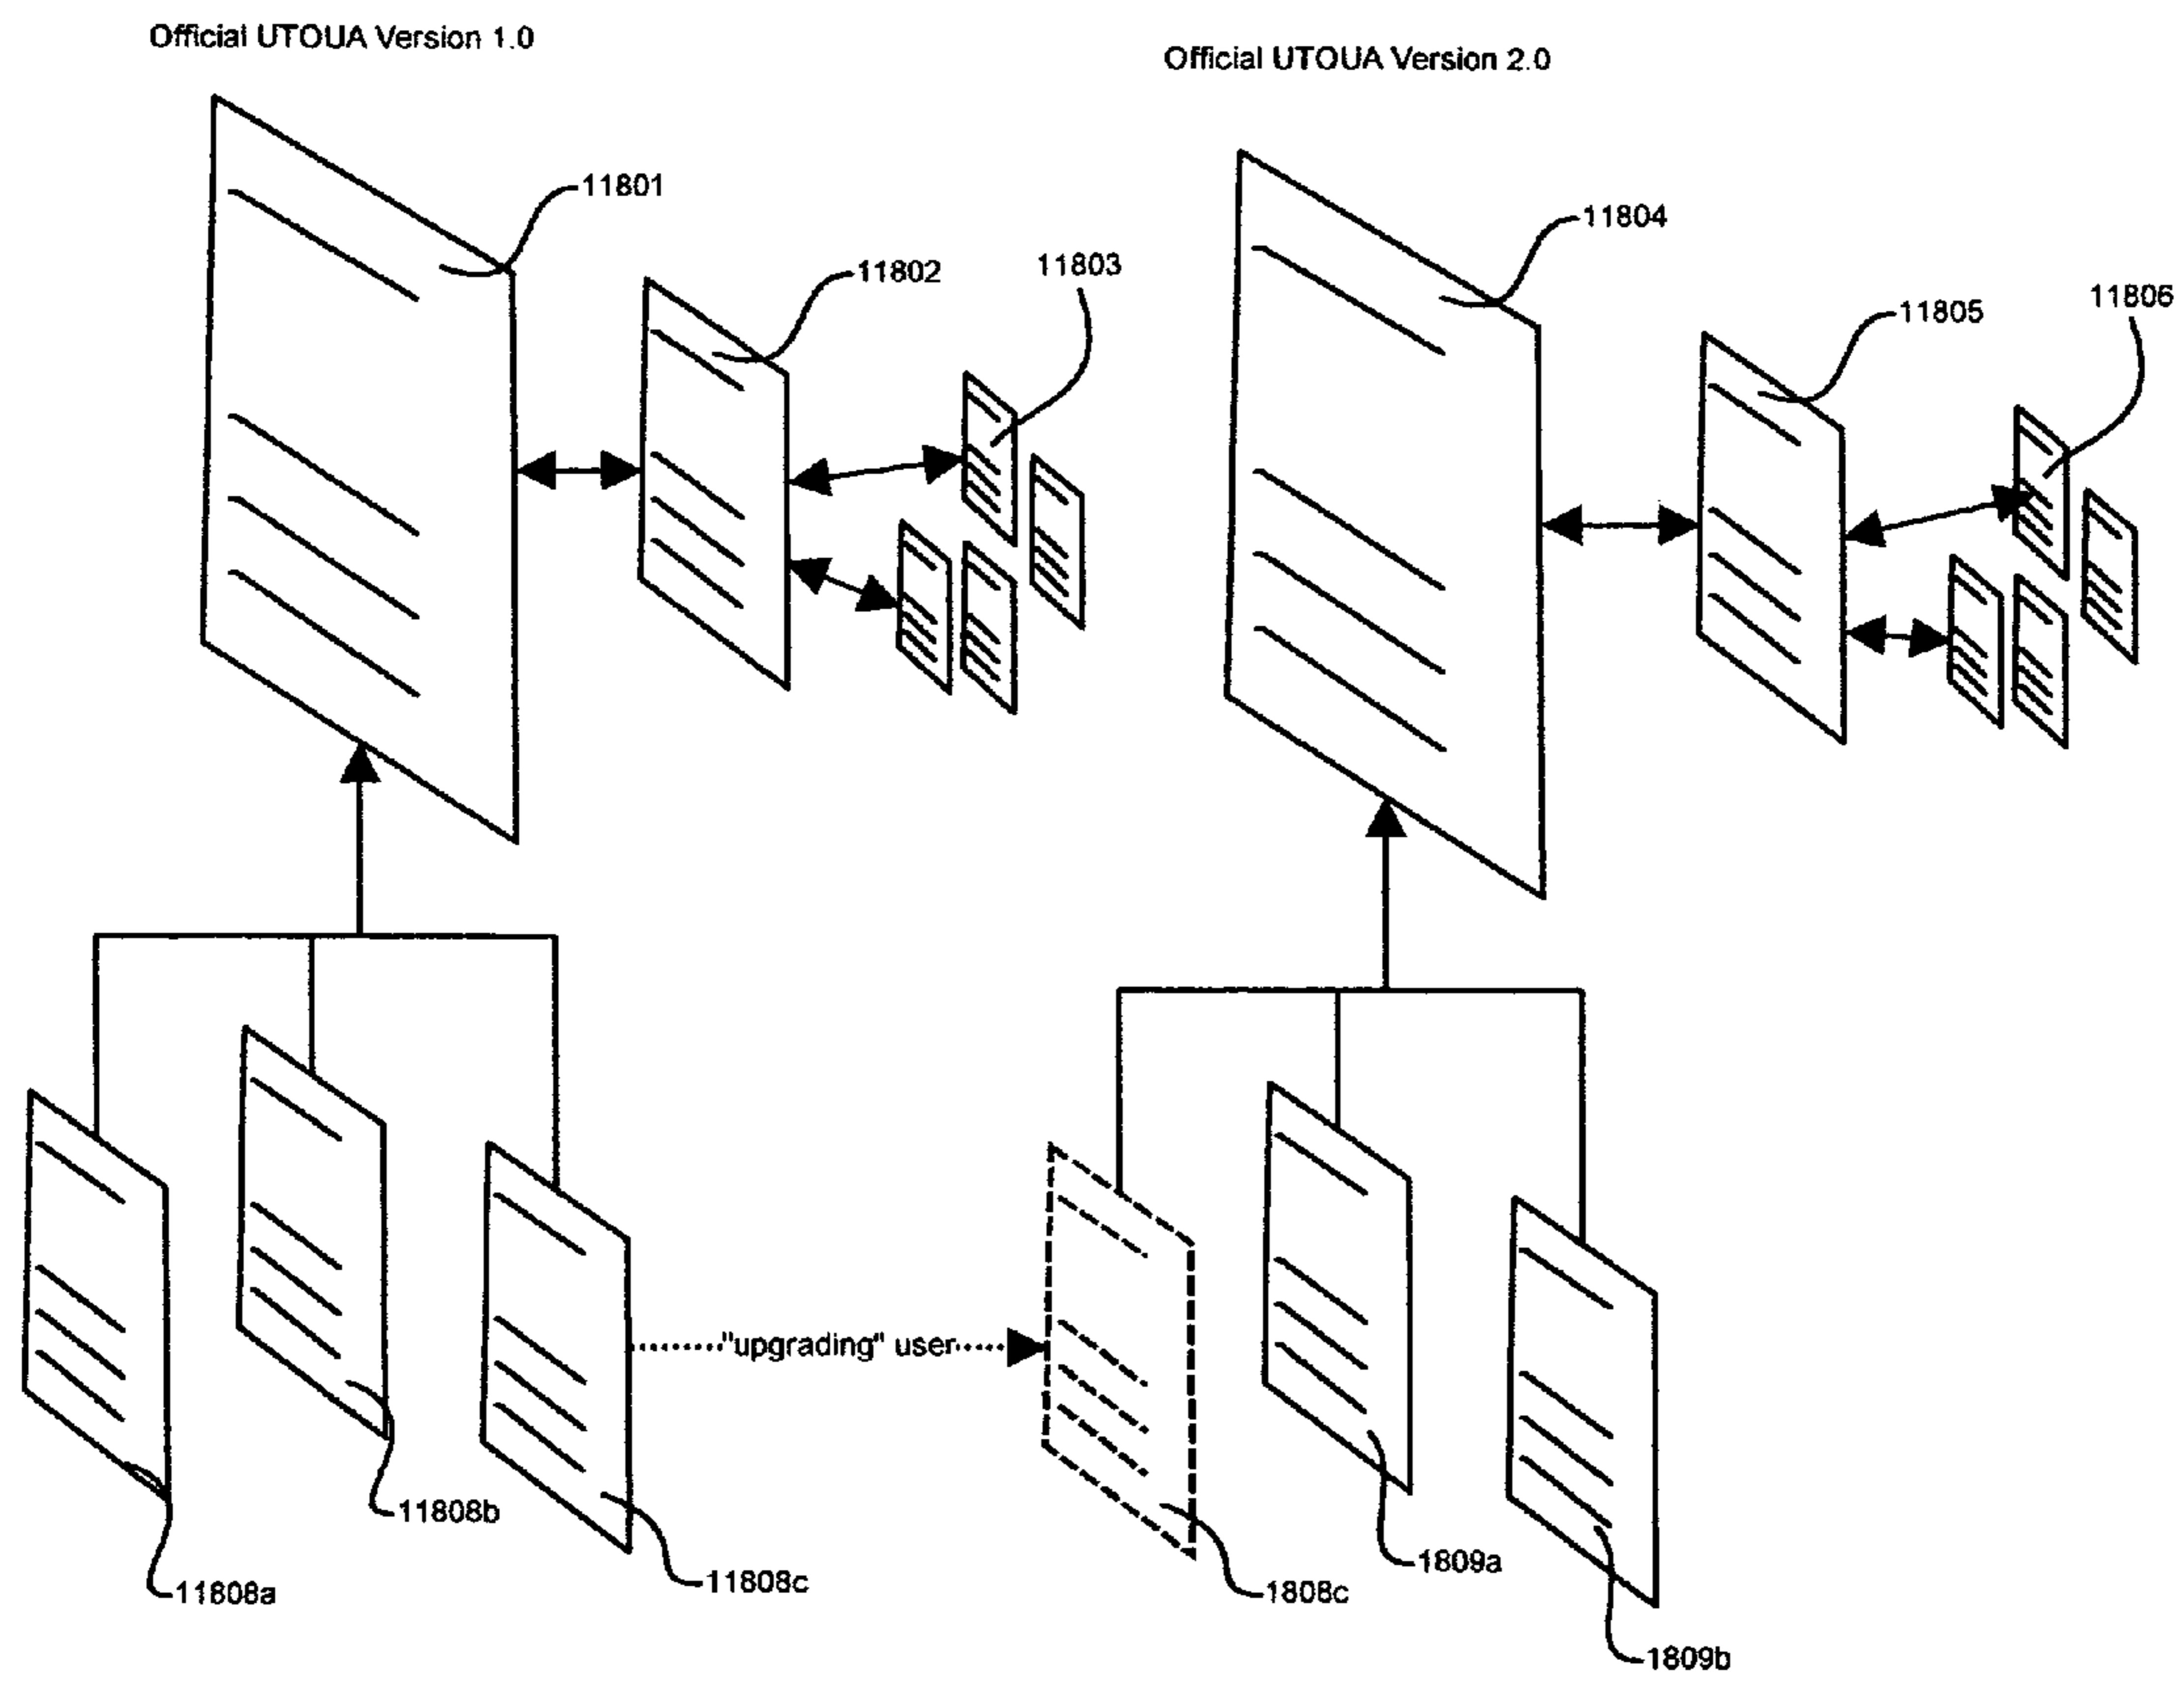 Official UTOUA Version 1.0
Official UTOUA Version 2.0
11801
11804
11802
11803
11805
11806
"upgrading" user
11808b
11808a
11808c
1808c
1809a
1809b